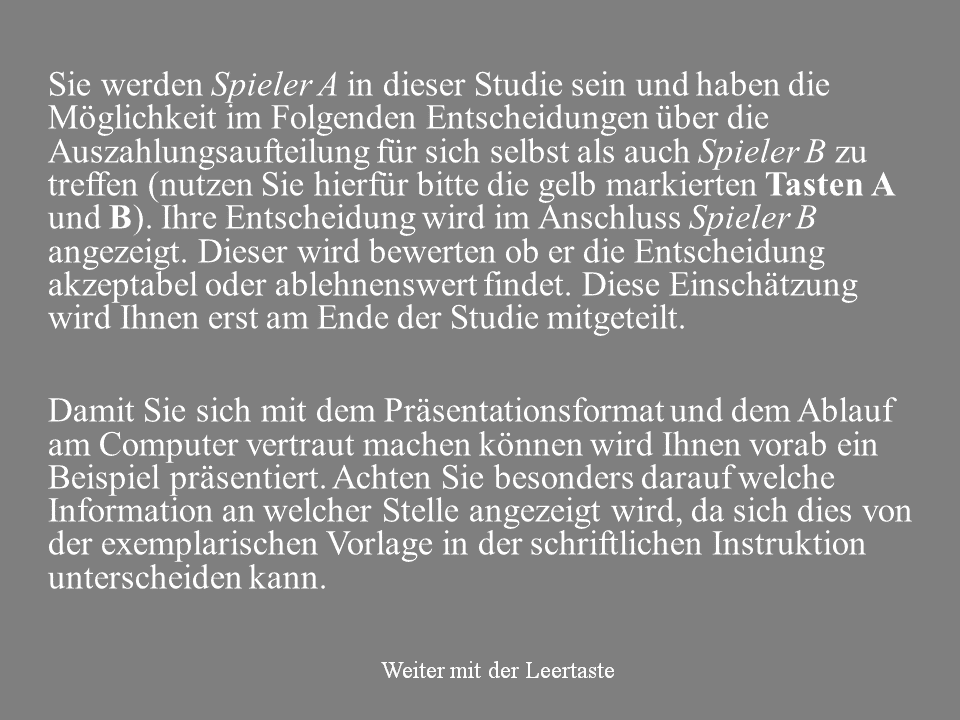 Sie werden Spieler A in dieser Studie sein und haben die
Möglichkeit im Folgenden Entscheidungen über die
Auszahlungsaufteilung für sich selbst als auch Spieler B zu
treffen (nutzen Sie hierfür bitte die gelb markierten Tasten A
und B). Ihre Entscheidung wird im Anschluss Spieler B
angezeigt. Dieser wird bewerten ob er die Entscheidung
akzeptabel oder ablehnenswert findet. Diese Einschätzung
wird Ihnen erst am Ende der Studie mitgeteilt.
Damit Sie sich mit dem Präsentationsformat und dem Ablauf
am Computer vertraut machen können wird Ihnen vorab ein
Beispiel präsentiert. Achten Sie besonders darauf welche
Information an welcher Stelle angezeigt wird, da sich dies von
der exemplarischen Vorlage in der schriftlichen Instruktion
unterscheiden kann.
Weiter mit der Leertaste